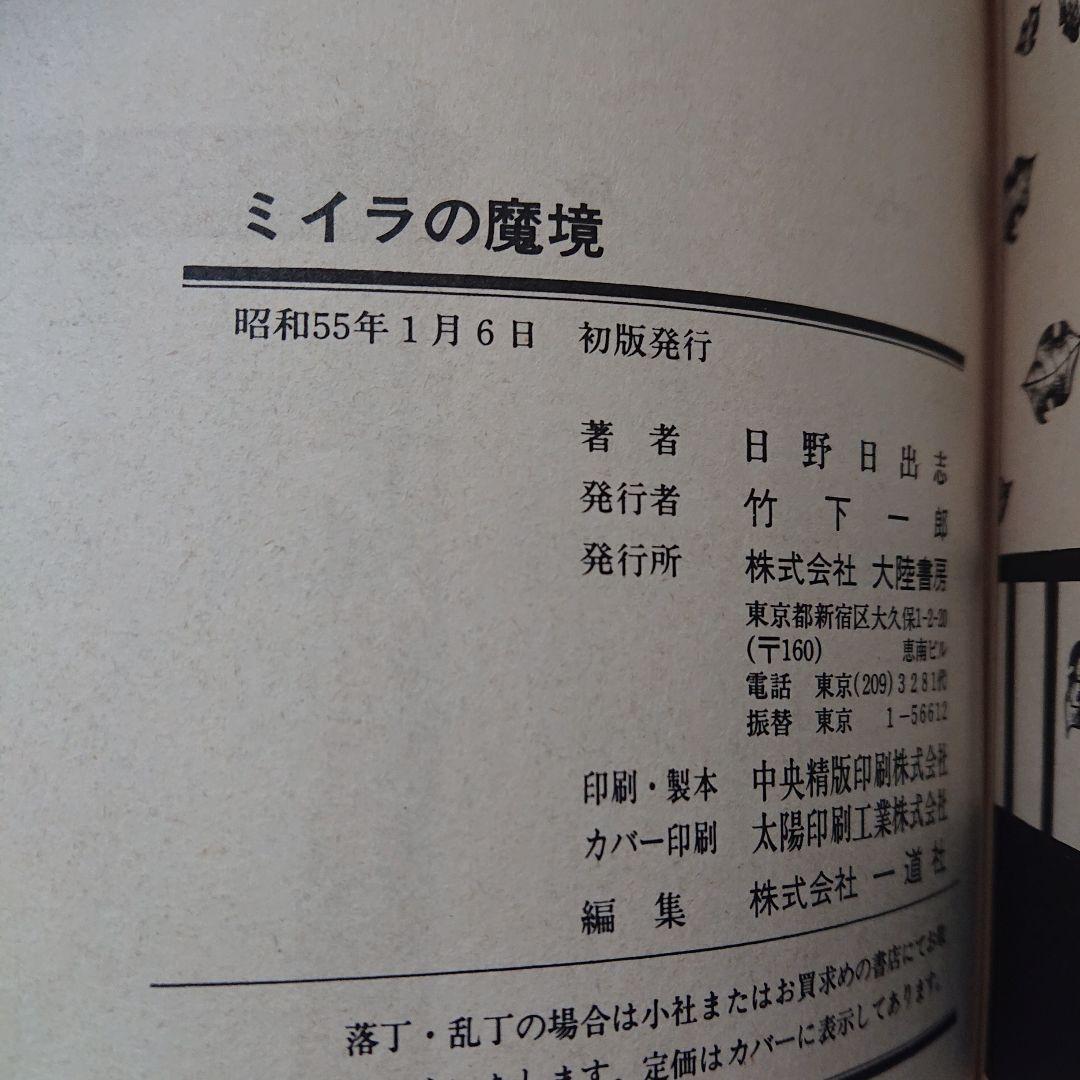 ミイラの魔境
昭和55年1月6日 初版発行
著者 日野日出志
発行者 竹下一郎
発行所 株式会社 大陸書房
東京都新宿区大久保1-2-20
(〒160) 恵南ビル
電話 東京(209)3281代
振替 東京 1-56612
印刷・製本 中央精版印刷株式会社
カバー印刷 太陽印刷工業株式会社
編集 株式会社 一道社
落丁・乱丁の場合は小社またはお買求めの書店にてお取
します。定価はカバーに表示してあります。